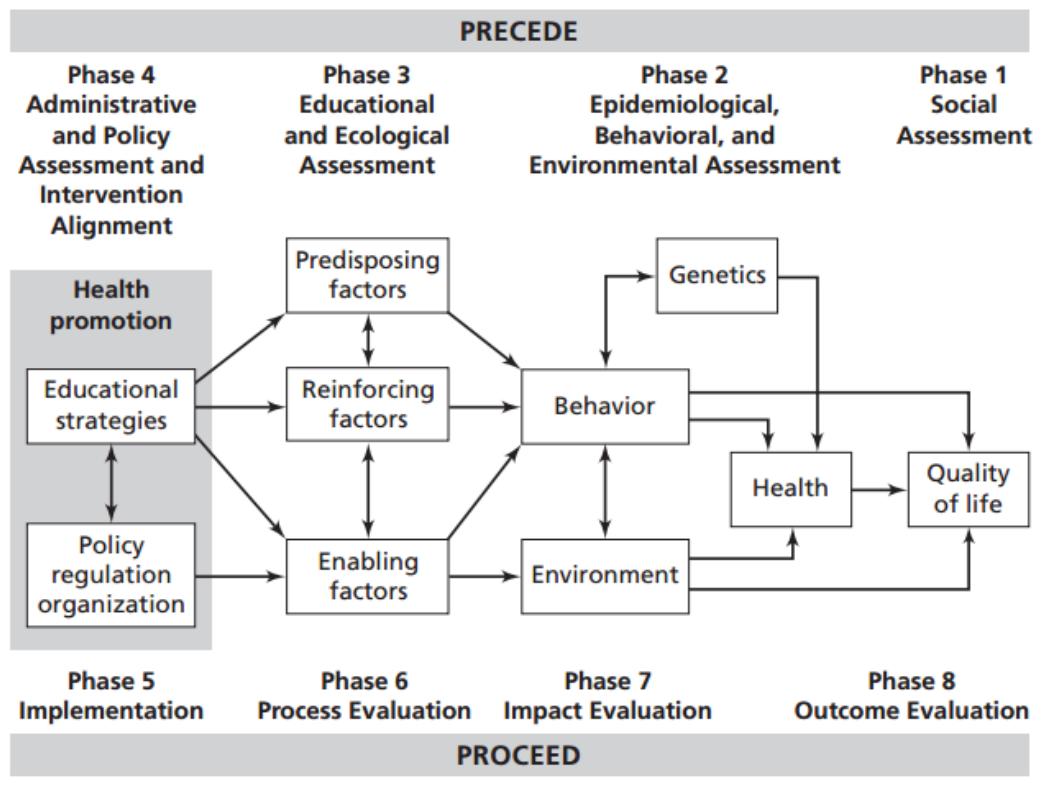 PRECEDE
Phase 4
Administrative
and Policy
Assessment and
Intervention
Alignment
Phase 3
Educational
and Ecological
Assessment
Phase 2
Epidemiological,
Behavioral, and
Environmental Assessment
Phase 1
Social
Assessment
Health
promotion
Educational
strategies
Policy
regulation
organization
Predisposing
factors
Reinforcing
factors
Enabling
factors
Genetics
Behavior
Environment
Health
Quality
of life
Phase 5
Implementation
Phase 6
Process Evaluation
Phase 7
Impact Evaluation
Phase 8
Outcome Evaluation
PROCEED